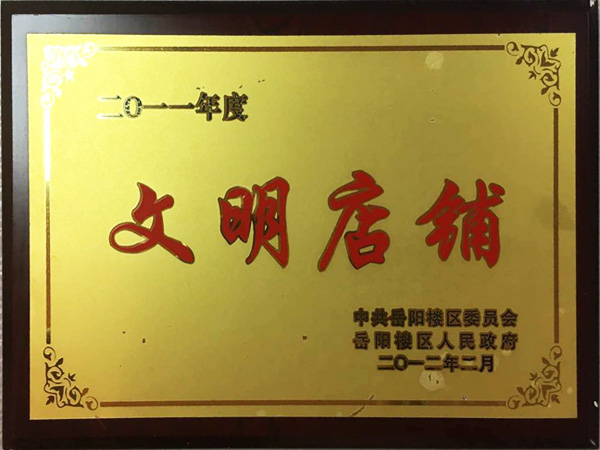 二〇一一年度
文明店铺
中共岳阳楼区委员会
岳阳楼区人民政府
二〇一二年二月